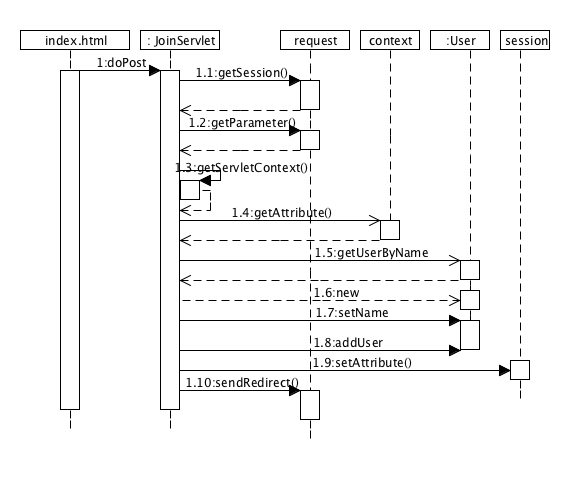 index.html
: JoinServlet
request
context
:User
session
1:doPost
1.1:getSession()
1.2:getParameter()
1.3:getServletContext()
1.4:getAttribute()
1.5:getUserByName
1.6:new
1.7:setName
1.8:addUser
1.9:setAttribute()
1.10:sendRedirect()